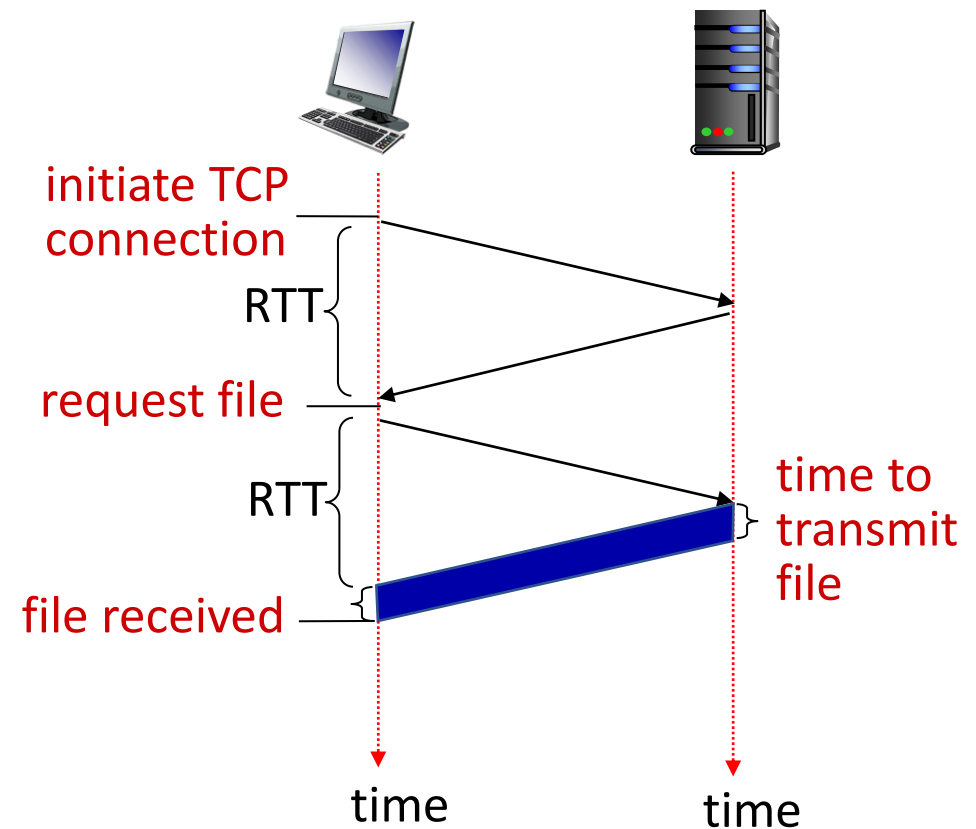 initiate TCP
connection
RTT
request file
RTT
time to
transmit
file
file received
time
time